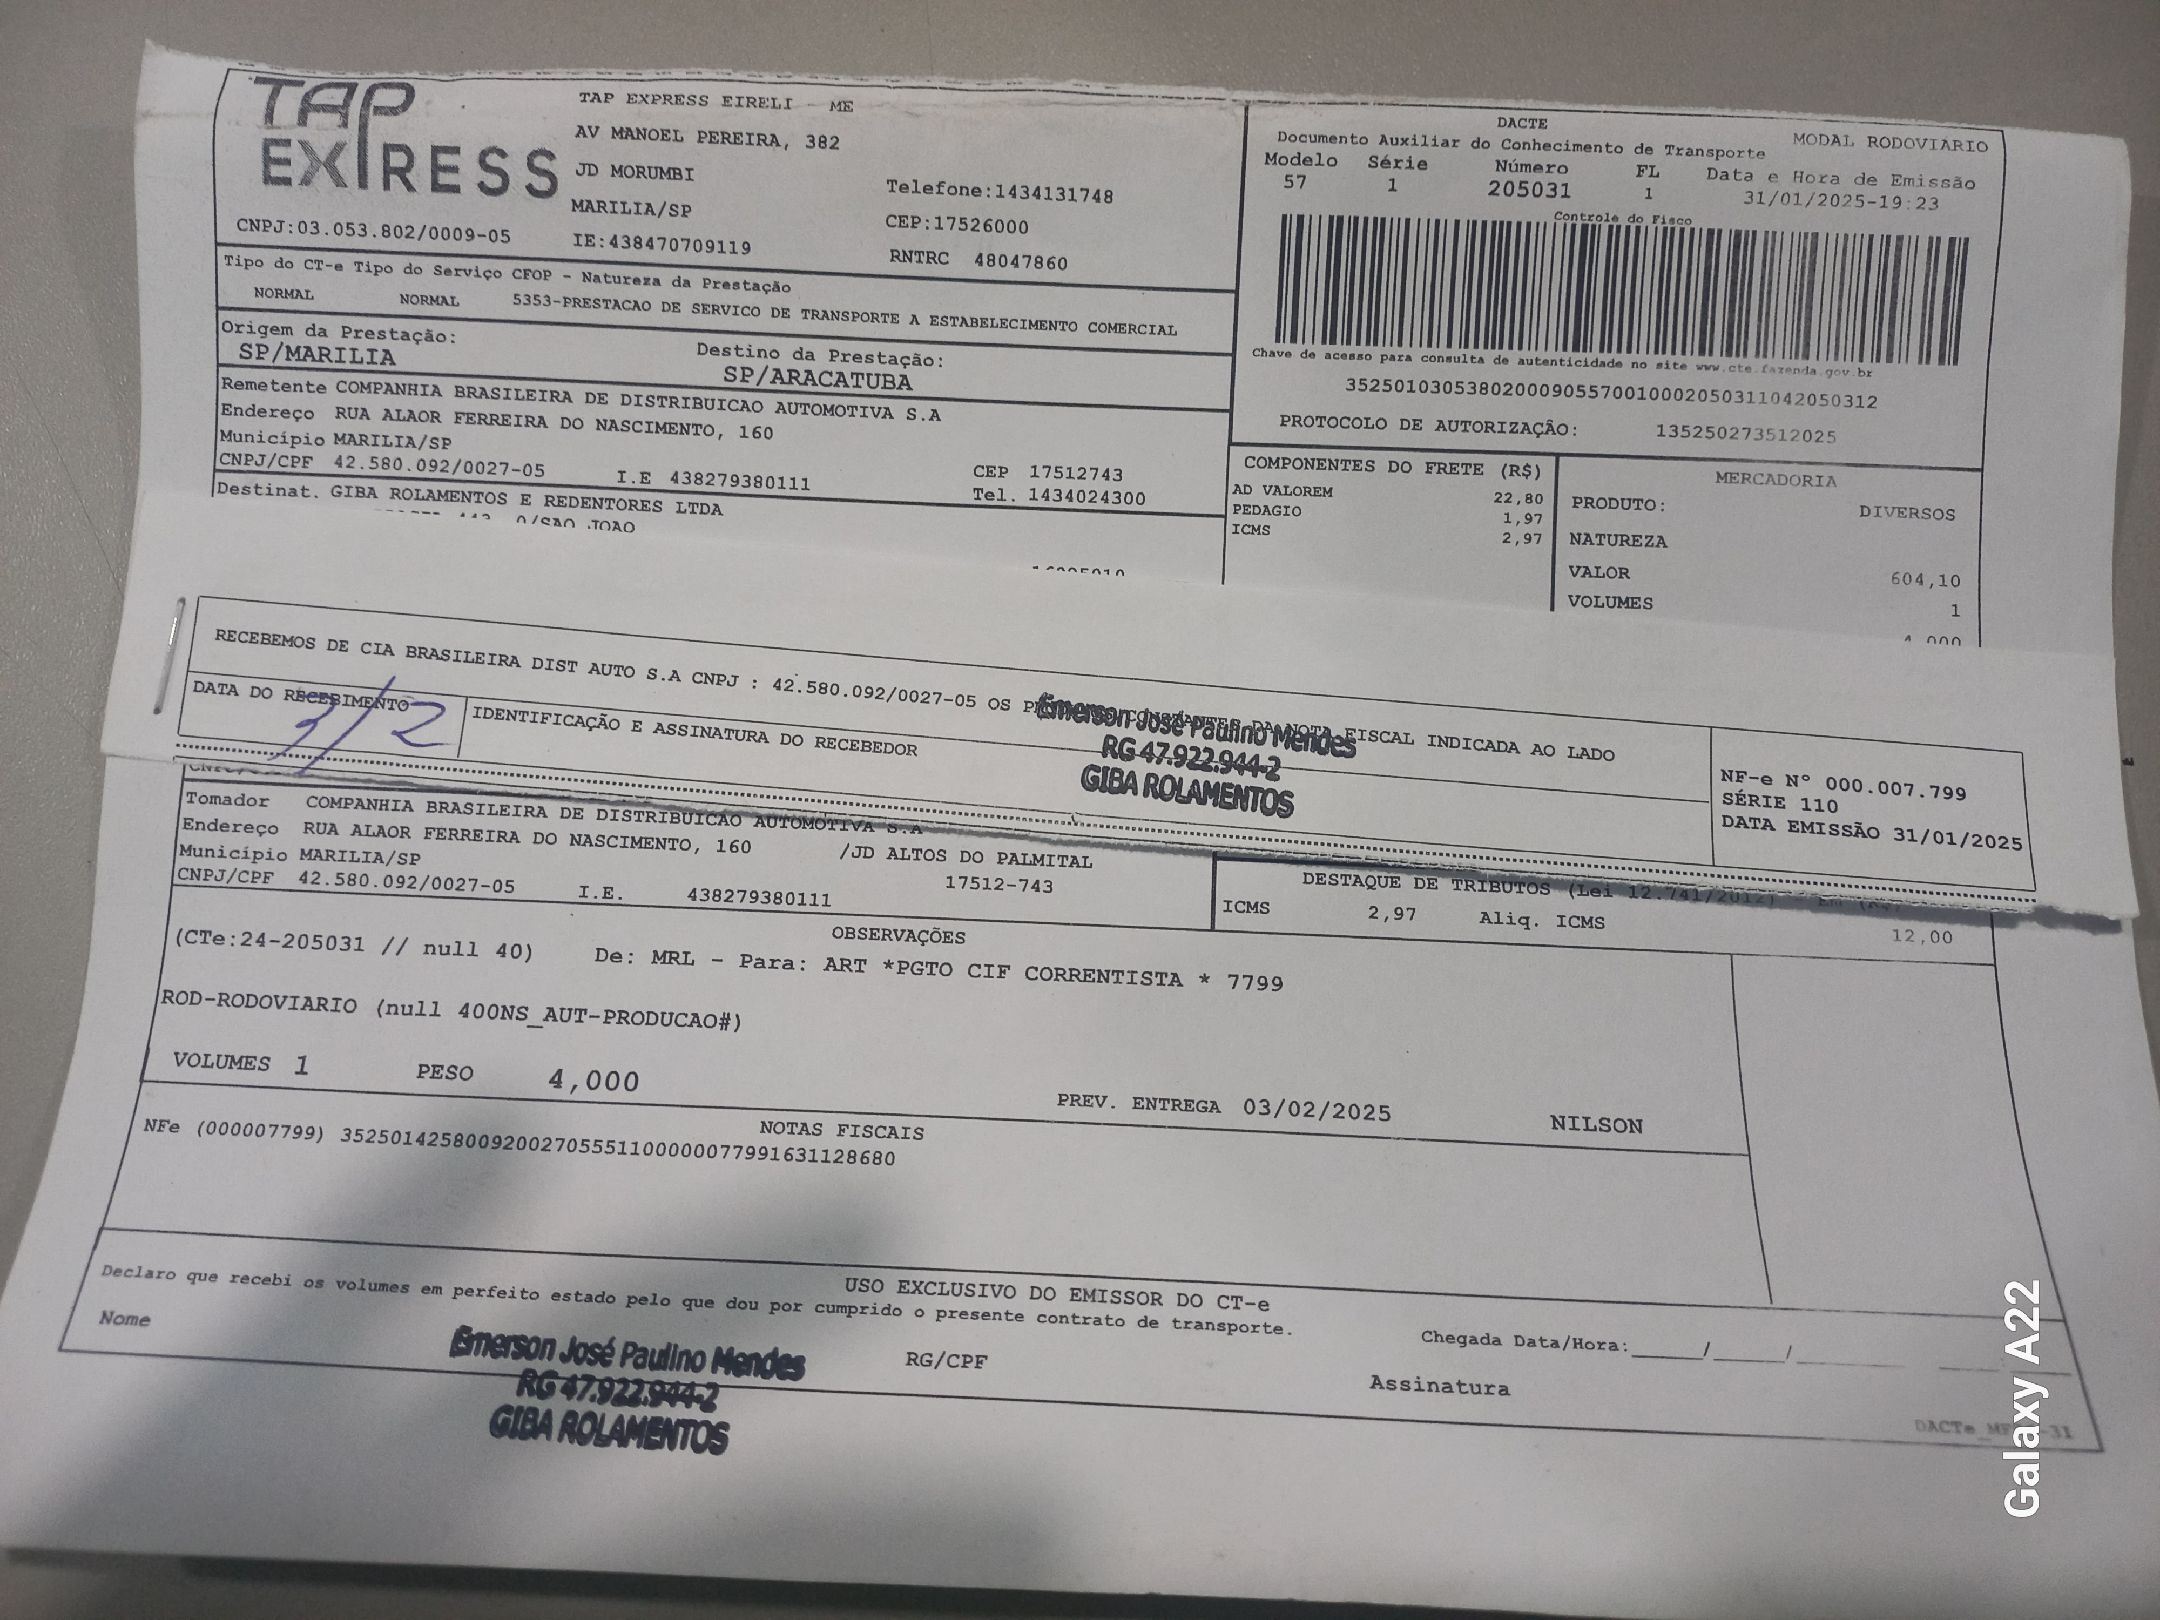 TAP EXPRESS
TAP EXPRESS EIRELI - ME
AV MANOEL PEREIRA, 382
JD MORUMBI
MARILIA/SP
Telefone:1434131748
CEP:17526000
CNPJ:03.053.802/0009-05
IE:438470709119
RNTRC 48047860
Tipo do CT-e Tipo do Serviço CFOP - Natureza da Prestação
NORMAL NORMAL 5353-PRESTACAO DE SERVICO DE TRANSPORTE A ESTABELECIMENTO COMERCIAL
Origem da Prestação:
SP/MARILIA
Destino da Prestação:
SP/ARACATUBA
Remetente COMPANHIA BRASILEIRA DE DISTRIBUICAO AUTOMOTIVA S.A
Endereço RUA ALAOR FERREIRA DO NASCIMENTO, 160
Município MARILIA/SP
CEP 17512743
CNPJ/CPF 42.580.092/0027-05 I.E 438279380111
Tel. 1434024300
Destinat. GIBA ROLAMENTOS E REDENTORES LTDA
DACTE
MODAL RODOVIARIO
Documento Auxiliar do Conhecimento de Transporte
Modelo Série Número FL Data e Hora de Emissão
57 1 205031 1 31/01/2025-19:23
Controle do Fisco
Chave de acesso para consulta de autenticidade no site www.cte.fazenda.gov.br
35250103053802000905570010002050311042050312
PROTOCOLO DE AUTORIZAÇÃO: 135250273512025
COMPONENTES DO FRETE (R$)
AD VALOREM 22,80
PEDAGIO 1,97
ICMS 2,97
MERCADORIA
PRODUTO: DIVERSOS
NATUREZA
VALOR 604,10
VOLUMES 1
RECEBEMOS DE CIA BRASILEIRA DIST AUTO S.A CNPJ : 42.580.092/0027-05 OS CONSTANTES DA NOTA FISCAL INDICADA AO LADO
DATA DO RECEBIMENTO
3/2
IDENTIFICAÇÃO E ASSINATURA DO RECEBEDOR
Emerson José Paulino Mendes
RG 47.922.944-2
GIBA ROLAMENTOS
NF-e N° 000.007.799
SÉRIE 110
DATA EMISSÃO 31/01/2025
Tomador COMPANHIA BRASILEIRA DE DISTRIBUICAO AUTOMOTIVA S.A
Endereço RUA ALAOR FERREIRA DO NASCIMENTO, 160 /JD ALTOS DO PALMITAL
Município MARILIA/SP 17512-743
CNPJ/CPF 42.580.092/0027-05 I.E. 438279380111
DESTAQUE DE TRIBUTOS (Lei 12.741/2012)
ICMS 2,97 Aliq. ICMS 12,00
OBSERVAÇÕES
(CTe:24-205031 // null 40) De: MRL - Para: ART *PGTO CIF CORRENTISTA * 7799
ROD-RODOVIARIO (null 400NS_AUT-PRODUCAO#)
VOLUMES 1 PESO 4,000
PREV. ENTREGA 03/02/2025 NILSON
NOTAS FISCAIS
NFe (000007799) 35250142580092002705551100000077991631128680
USO EXCLUSIVO DO EMISSOR DO CT-e
Declaro que recebi os volumes em perfeito estado pelo que dou por cumprido o presente contrato de transporte.
Nome
RG/CPF
Chegada Data/Hora:_____/_____/
Assinatura
Emerson José Paulino Mendes
RG 47.922.944-2
GIBA ROLAMENTOS
Galaxy A22